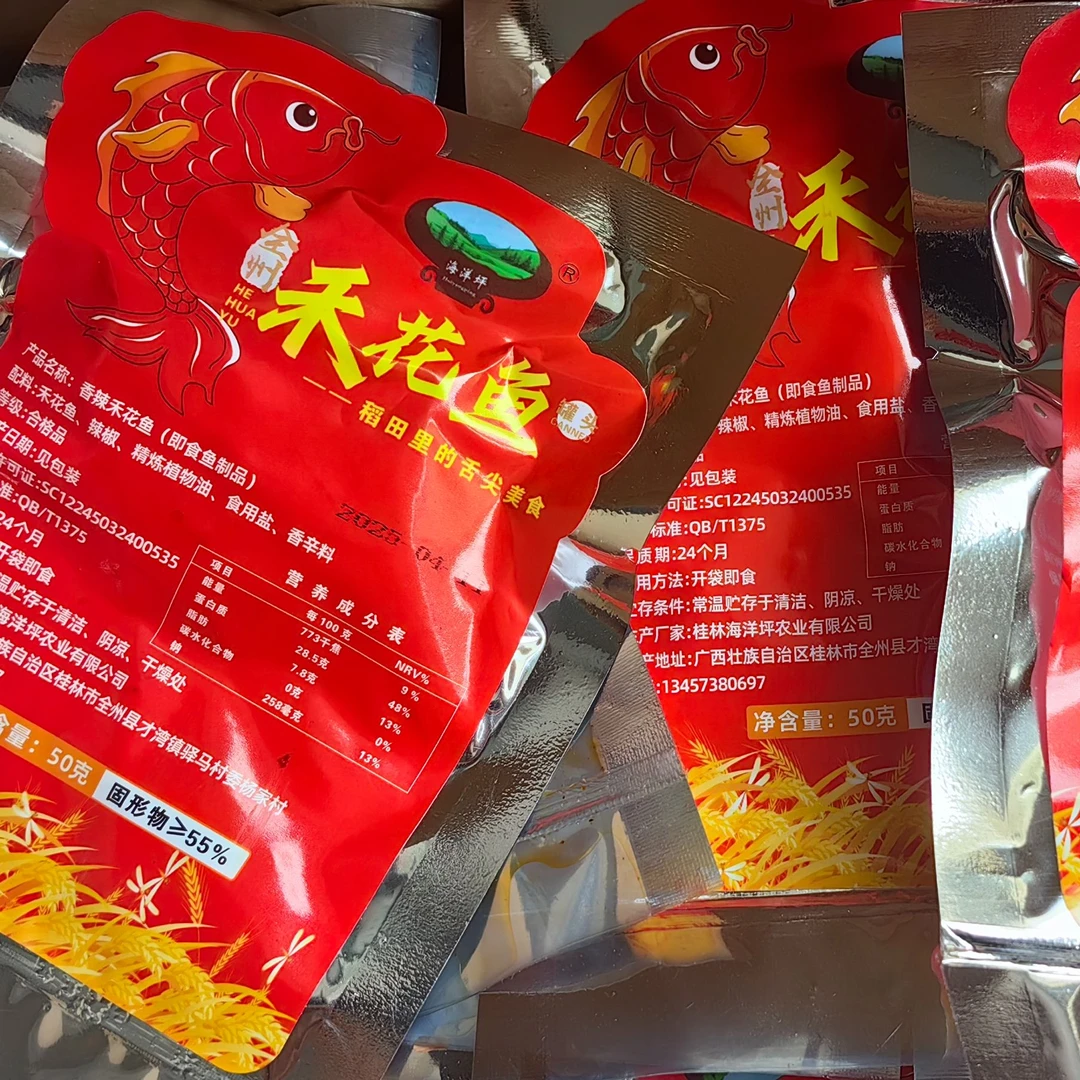 海洋坪
®
全州
HE
HUA
YU
禾花鱼
罐头
——稻田里的舌尖美食
产品名称:香辣禾花鱼(即食鱼制品)
配料:禾花鱼、辣椒、精炼植物油、食用盐、香辛料
等级:合格品
产日期:见包装
许可证:SC12245032400535
准:QB/T1375
24个月
开袋即食
温贮存于清洁、阴凉、干燥处
海洋坪农业有限公司
族自治区桂林市全州县才湾镇驿马村委杨家村
营养成分表
项目 每100克 NRV%
能量 773千焦 9%
蛋白质 28.5克 48%
脂肪 7.8克 13%
碳水化合物 0克 0%
钠 258毫克 13%
含量:50克
固形物≥55%
全州
禾
禾花鱼(即食鱼制品)
辣椒、精炼植物油、食用盐、香
品
见包装
可证:SC12245032400535
标准:QB/T1375
质期:24个月
用方法:开袋即食
贮存条件:常温贮存于清洁、阴凉、干燥处
产厂家:桂林海洋坪农业有限公司
产地址:广西壮族自治区桂林市全州县才湾
:13457380697
项目
能量
蛋白质
脂肪
碳水化合物
钠
净含量:50克